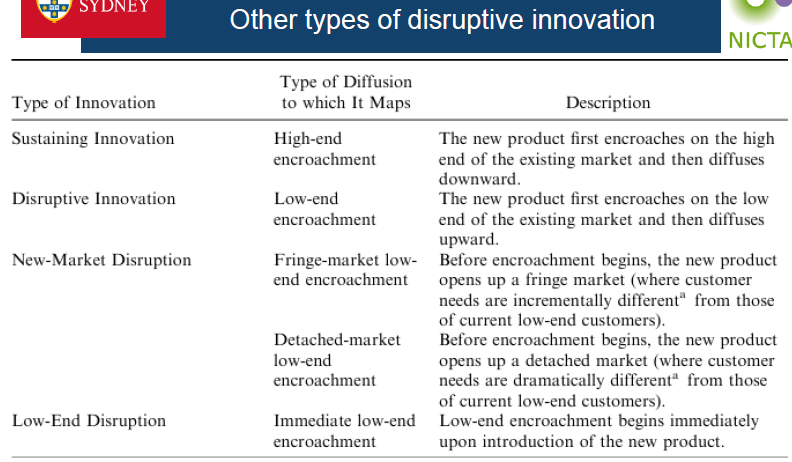 SYDNEY
Other types of disruptive innovation
NICTA
Type of Innovation
Type of Diffusion
to which It Maps
Description
Sustaining Innovation
High-end
encroachment
The new product first encroaches on the high
end of the existing market and then diffuses
downward.
Disruptive Innovation
Low-end
encroachment
The new product first encroaches on the low
end of the existing market and then diffuses
upward.
New-Market Disruption
Fringe-market low-
end encroachment
Before encroachment begins, the new product
opens up a fringe market (where customer
needs are incrementally differentᵃ from those
of current low-end customers).
Detached-market
low-end
encroachment
Before encroachment begins, the new product
opens up a detached market (where customer
needs are dramatically differentᵃ from those
of current low-end customers).
Low-End Disruption
Immediate low-end
encroachment
Low-end encroachment begins immediately
upon introduction of the new product.